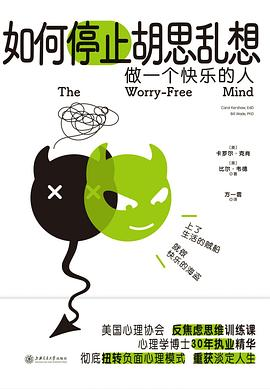 如何停止胡思乱想
做一个快乐的人
The Worry-Free Mind
Carol Kershaw, EdD
Bill Wade, PhD
[美]
卡罗尔·克肖
[美]
比尔·韦德
著
方一雲
译
上了
生活的贼船
就做
快乐的海盗
美国心理协会 反焦虑思维训练课
心理学博士30年执业精华
彻底扭转负面心理模式 重获淡定人生
上海交通大学出版社